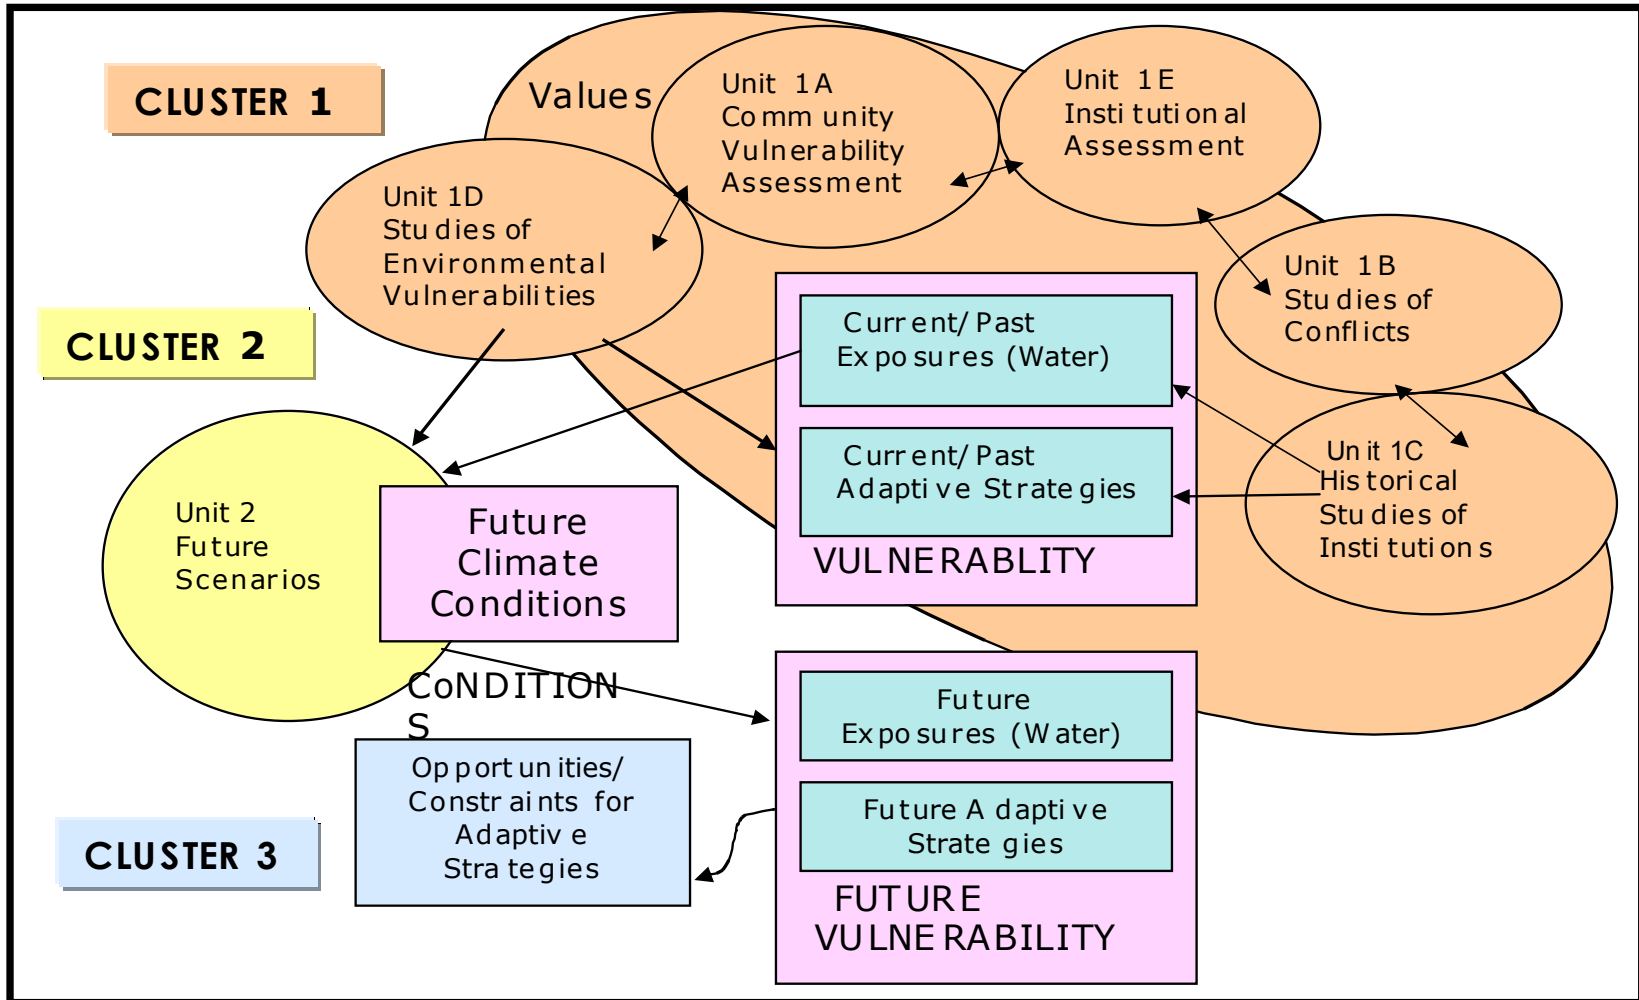 CLUSTER 1
Values
Unit 1A
Community
Vulnerability
Assessment
Unit 1E
Institutional
Assessment
Unit 1D
Studies of
Environmental
Vulnerabilities
Unit 1B
Studies of
Conflicts
CLUSTER 2
Current/Past
Exposures (Water)
Current/Past
Adaptive Strategies
VULNERABLITY
Unit 1C
Historical
Studies of
Institutions
Unit 2
Future
Scenarios
Future
Climate
Conditions
CoNDITION
S
Future
Exposures (Water)
Future Adaptive
Strategies
FUTURE
VULNERABILITY
Opportunities/
Constraints for
Adaptive
Strategies
CLUSTER 3